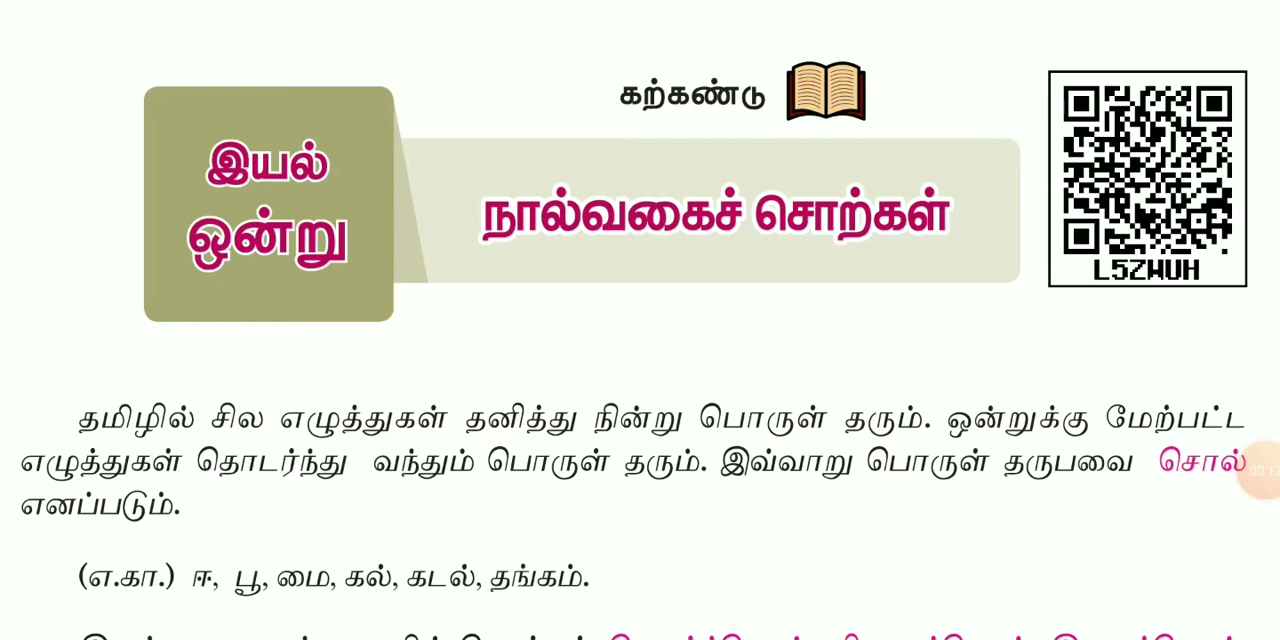 கற்கண்டு
இயல்
ஒன்று
நால்வகைச் சொற்கள்
L5ZWUH
தமிழில் சில எழுத்துகள் தனித்து நின்று பொருள் தரும். ஒன்றுக்கு மேற்பட்ட
எழுத்துகள் தொடர்ந்து வந்தும் பொருள் தரும். இவ்வாறு பொருள் தருபவை சொல்
எனப்படும்.
(எ.கா.) ஈ, பூ, மை, கல், கடல், தங்கம்.